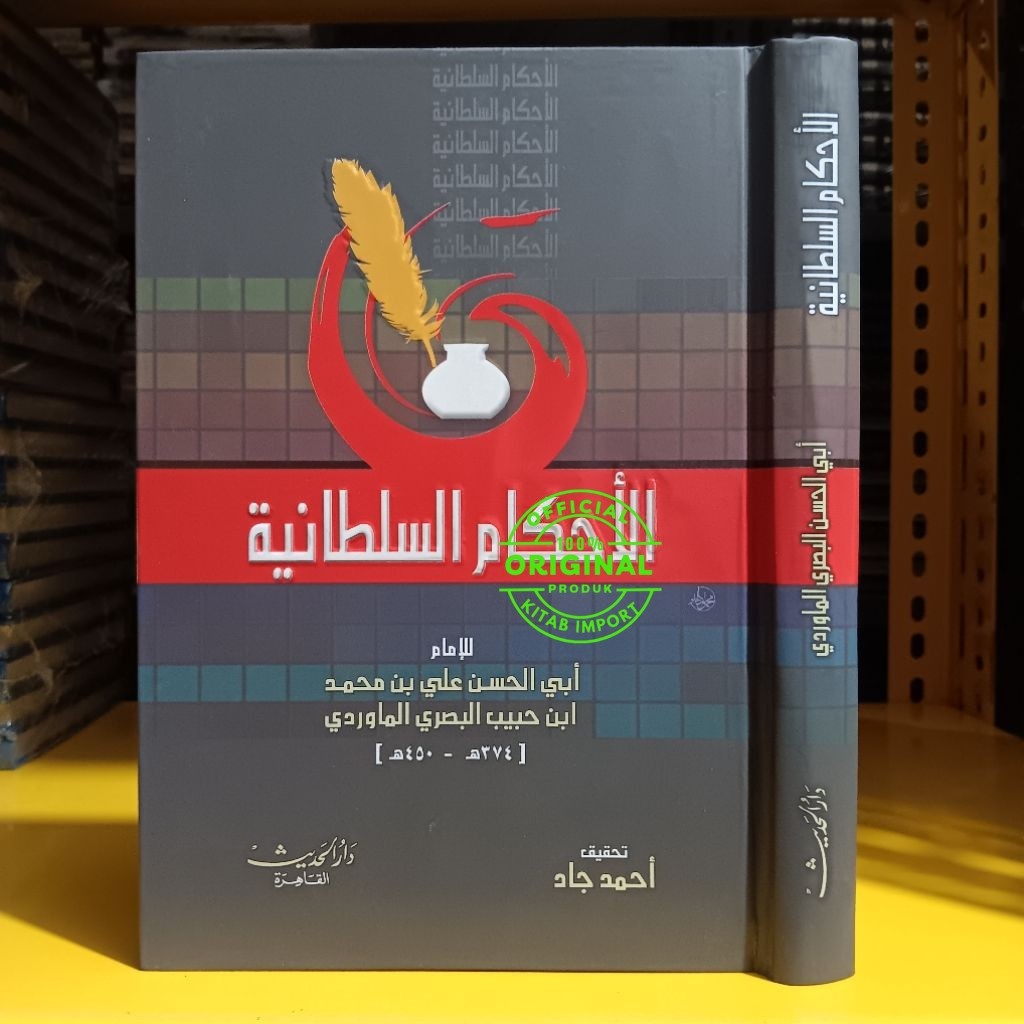 الأحكام السلطانية
الأحكام السلطانية
الأحكام السلطانية
الأحكام السلطانية
الأحكام السلطانية
الأحكام السلطانية
الأحكام السلطانية
OFFICIAL
100%
ORIGINAL
PRODUK
KITAB IMPORT
للإمام
أبي الحسن علي بن محمد
ابن حبيب البصري الماوردي
[٣٧٤هـ - ٤٥٠هـ]
تحقيق
أحمد جاد
دار الحديث
القاهرة
الأحكام السلطانية
أبي الحسن البصري الماوردي
دار الحديث